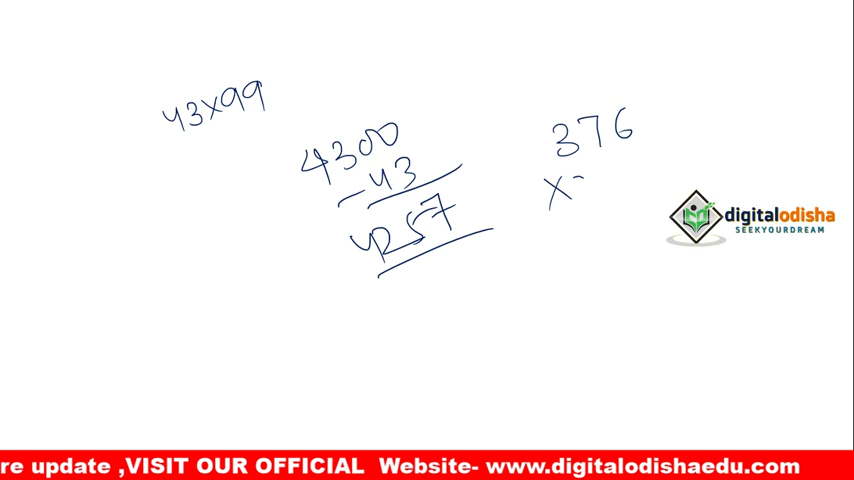 43x99
4300
-43
4257
376
x
digitalodisha
SEEKYOURDREAM
re update ,VISIT OUR OFFICIAL Website- www.digitalodishaedu.com